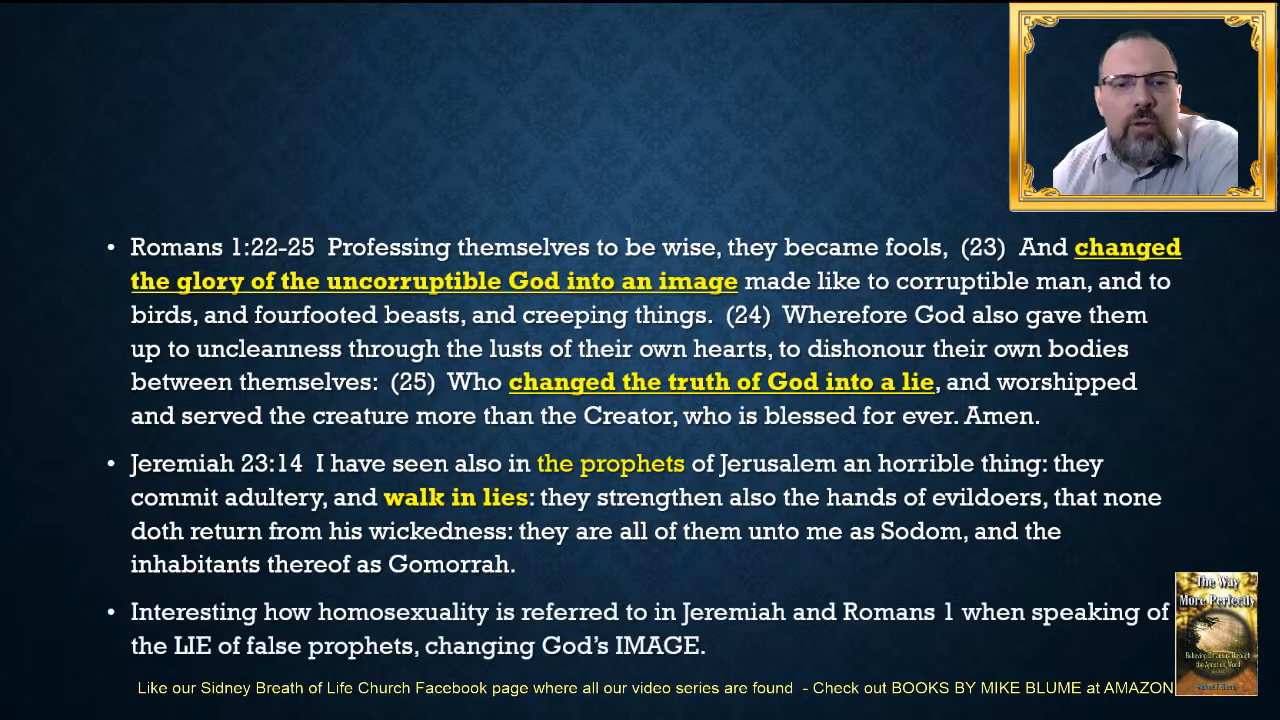 • Romans 1:22-25  Professing themselves to be wise, they became fools,  (23)  And changed
the glory of the uncorruptible God into an image made like to corruptible man, and to
birds, and fourfooted beasts, and creeping things.  (24)  Wherefore God also gave them
up to uncleanness through the lusts of their own hearts, to dishonour their own bodies
between themselves:  (25)  Who changed the truth of God into a lie, and worshipped
and served the creature more than the Creator, who is blessed for ever. Amen.
• Jeremiah 23:14  I have seen also in the prophets of Jerusalem an horrible thing: they
commit adultery, and walk in lies: they strengthen also the hands of evildoers, that none
doth return from his wickedness: they are all of them unto me as Sodom, and the
inhabitants thereof as Gomorrah.
• Interesting how homosexuality is referred to in Jeremiah and Romans 1 when speaking of
the LIE of false prophets, changing God's IMAGE.
The Way
More Perfectly
the Apostles' Word
Like our Sidney Breath of Life Church Facebook page where all our video series are found  - Check out BOOKS BY MIKE BLUME at AMAZON